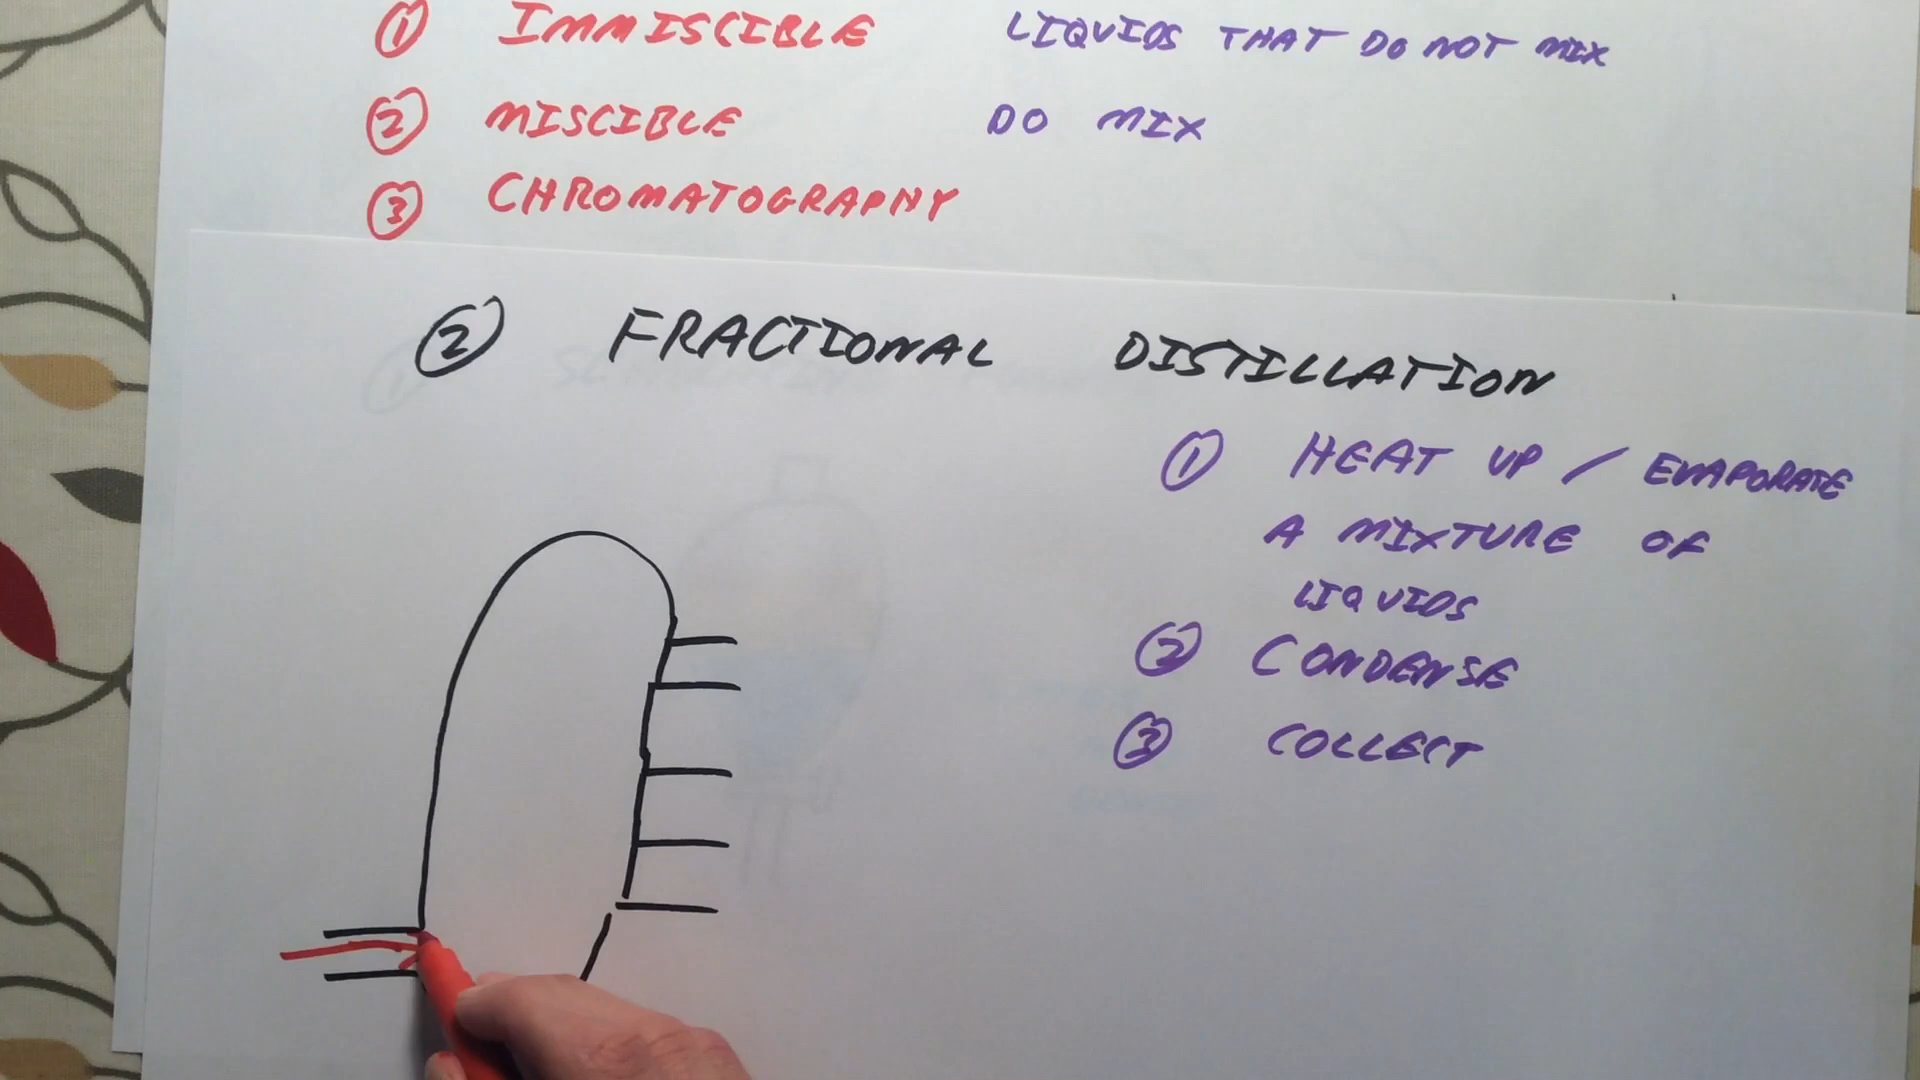 1 IMMISCIBLE LIQUIDS THAT DO NOT MIX
2 MISCIBLE DO MIX
3 CHROMATOGRAPHY
2 FRACTIONAL DISTILLATION
1 HEAT UP / EVAPORATE
A MIXTURE OF
LIQUIDS
2 CONDENSE
3 COLLECT